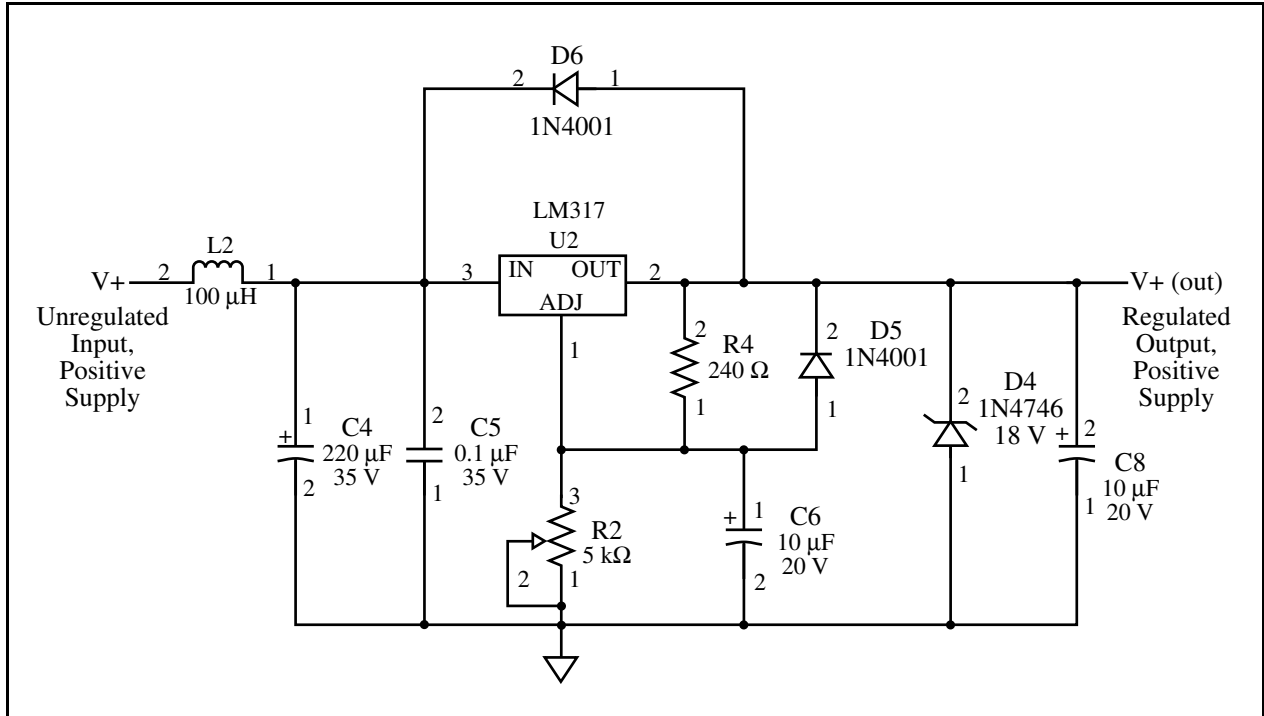 D6
2
1
1N4001
LM317
U2
L2
V+
2
1
100 µH
3
IN
OUT
2
ADJ
V+ (out)
Unregulated
Input,
Positive
Supply
1
2
R4
240 Ω
1
2
D5
1N4001
1
Regulated
Output,
Positive
Supply
2
D4
1N4746
18 V
1
+
2
C8
10 µF
20 V
1
1
+
C4
220 µF
35 V
2
2
C5
0.1 µF
35 V
1
3
R2
5 kΩ
2
1
1
+
C6
10 µF
20 V
2